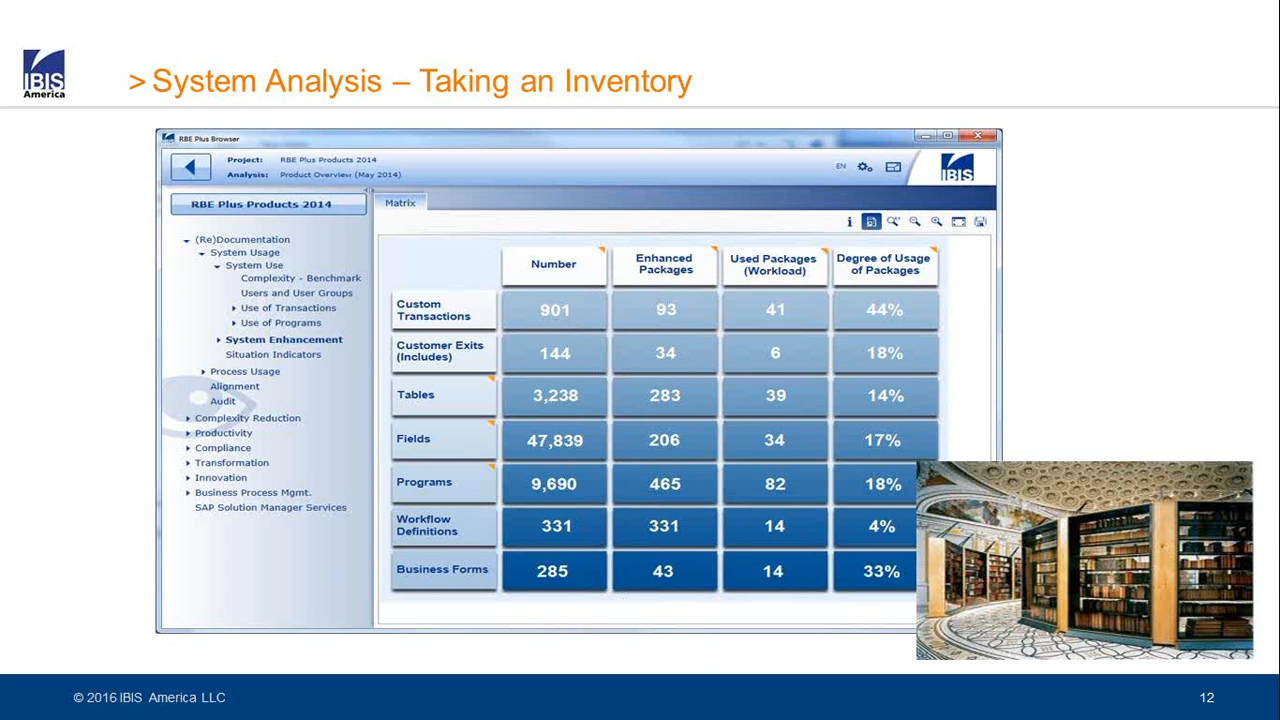 IBIS
America
> System Analysis – Taking an Inventory
RBE Plus Browser
Project: RBE Plus Products 2014
Analysis: Product Overview (May 2014)
EN
IBIS
RBE Plus Products 2014
Matrix
(Re)Documentation
System Usage
System Use
Complexity - Benchmark
Users and User Groups
Use of Transactions
Use of Programs
System Enhancement
Situation Indicators
Process Usage
Alignment
Audit
Complexity Reduction
Productivity
Compliance
Transformation
Innovation
Business Process Mgmt.
SAP Solution Manager Services
Number
Enhanced
Packages
Used Packages
(Workload)
Degree of Usage
of Packages
Custom
Transactions
901 93 41 44%
Customer Exits
(Includes)
144 34 6 18%
Tables 3,238 283 39 14%
Fields 47,839 206 34 17%
Programs 9,690 465 82 18%
Workflow
Definitions
331 331 14 4%
Business Forms 285 43 14 33%
© 2016 IBIS America LLC
12